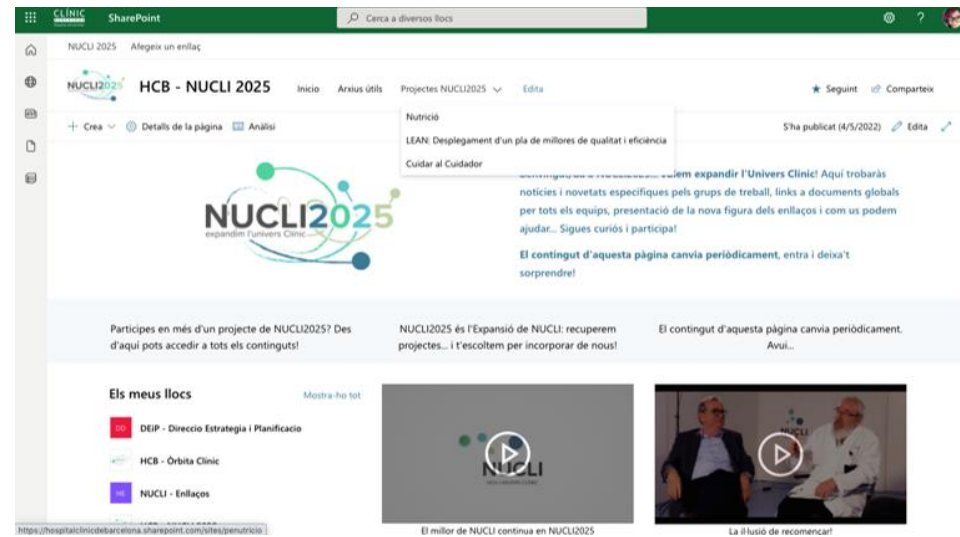 CLÍNIC
SharePoint
Cerca a diversos llocs
?
NUCLI 2025 Afegeix un enllaç
NUCLI2025
HCB - NUCLI 2025
Inicio Arxius útils Projectes NUCLI2025 Edita
Seguint Comparteix
Crea Detalls de la pàgina Anàlisi
S'ha publicat (4/5/2022) Edita
Nutrició
LEAN: Desplegament d'un pla de millores de qualitat i eficiència
Cuidar al Cuidador
expandir l'Univers Clínic! Aquí trobaràs
notícies i novetats específiques pels grups de treball, links a documents globals
per tots els equips, presentació de la nova figura dels enllaços i com us podem
ajudar... Sigues curiós i participa!
El contingut d'aquesta pàgina canvia periòdicament, entra i deixa't
sorprendre!
NUCLI2025
expandim l'univers Clínic
Participes en més d'un projecte de NUCLI2025? Des
d'aquí pots accedir a tots els continguts!
NUCLI2025 és l'Expansió de NUCLI: recuperem
projectes... i t'escoltem per incorporar de nous!
El contingut d'aquesta pàgina canvia periòdicament.
Avui...
Els meus llocs Mostra-ho tot
DD DEiP - Direccio Estrategia i Planificacio
HCB - Òrbita Clínic
HE NUCLI - Enllaços
NUCLI
NUCLI
https://hospitalclinicdebarcelona.sharepoint.com/sites/penutricio
El millor de NUCLI continua en NUCLI2025
La il·lusió de recomençar!